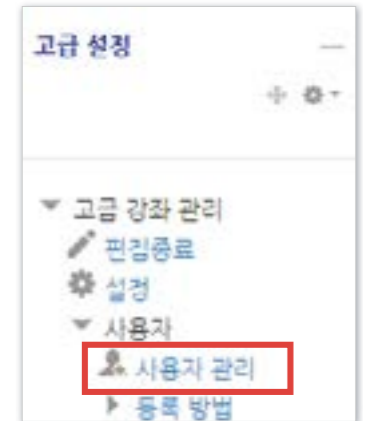 고급 설정
고급 강좌 관리
편집종료
설정
사용자
사용자 관리
등록 방법